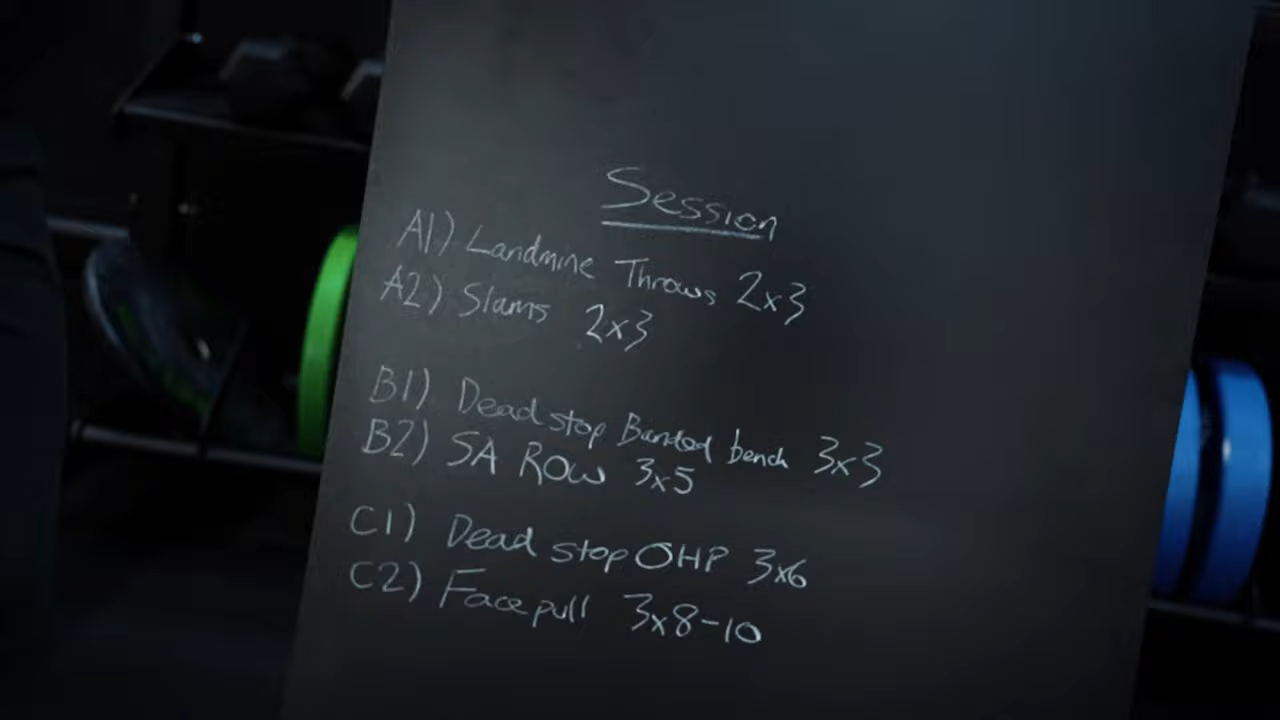 Session
A1) Landmine Throws 2x3
A2) Slams 2x3
B1) Dead stop Banded bench 3x3
B2) SA ROW 3x5
C1) Dead stop OHP 3x6
C2) Face pull 3x8-10